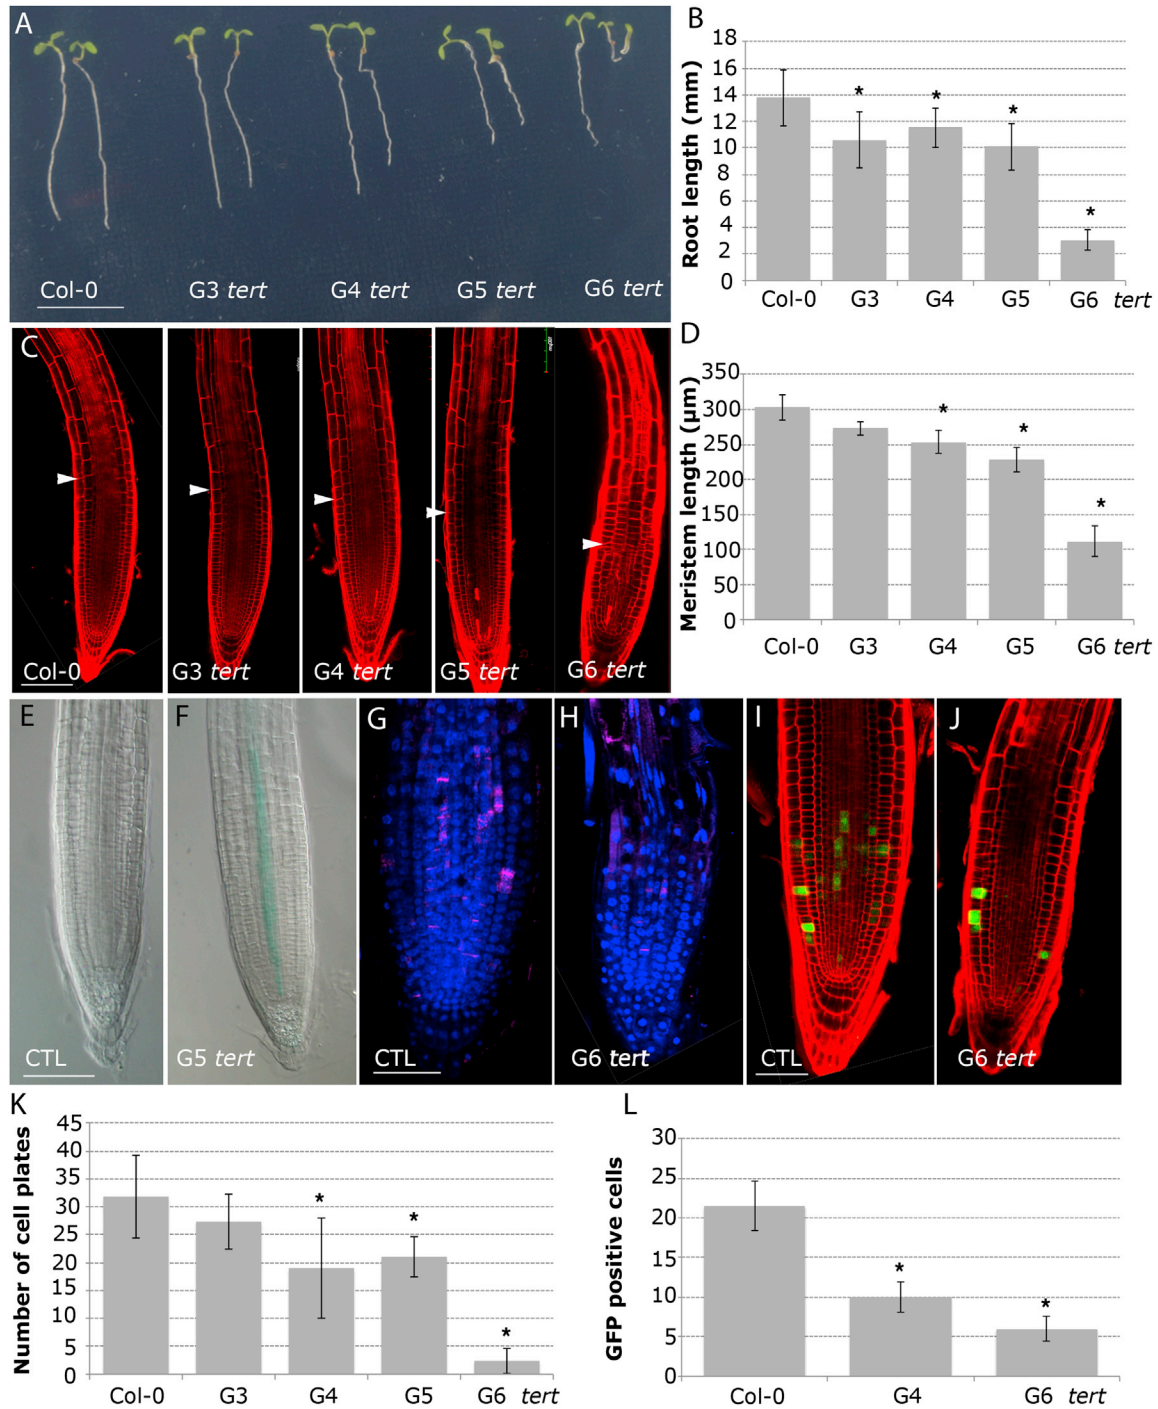 A
Col-0
G3 tert
G4 tert
G5 tert
G6 tert
B
Root length (mm)
18
16
14
12
10
8
6
4
2
0
*
*
*
*
Col-0
G3
G4
G5
G6 tert
C
Col-0
G3 tert
G4 tert
G5 tert
G6 tert
D
Meristem length (µm)
350
300
250
200
150
100
50
0
*
*
*
Col-0
G3
G4
G5
G6 tert
E
CTL
F
G5 tert
G
CTL
H
G6 tert
I
CTL
J
G6 tert
K
Number of cell plates
45
40
35
30
25
20
15
10
5
0
*
*
*
Col-0
G3
G4
G5
G6 tert
L
GFP positive cells
30
25
20
15
10
5
0
*
*
Col-0
G4
G6 tert